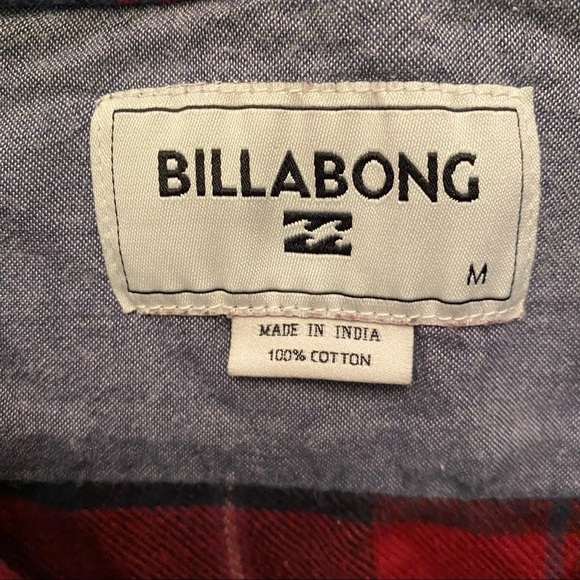 BILLABONG
M
MADE IN INDIA
100% COTTON